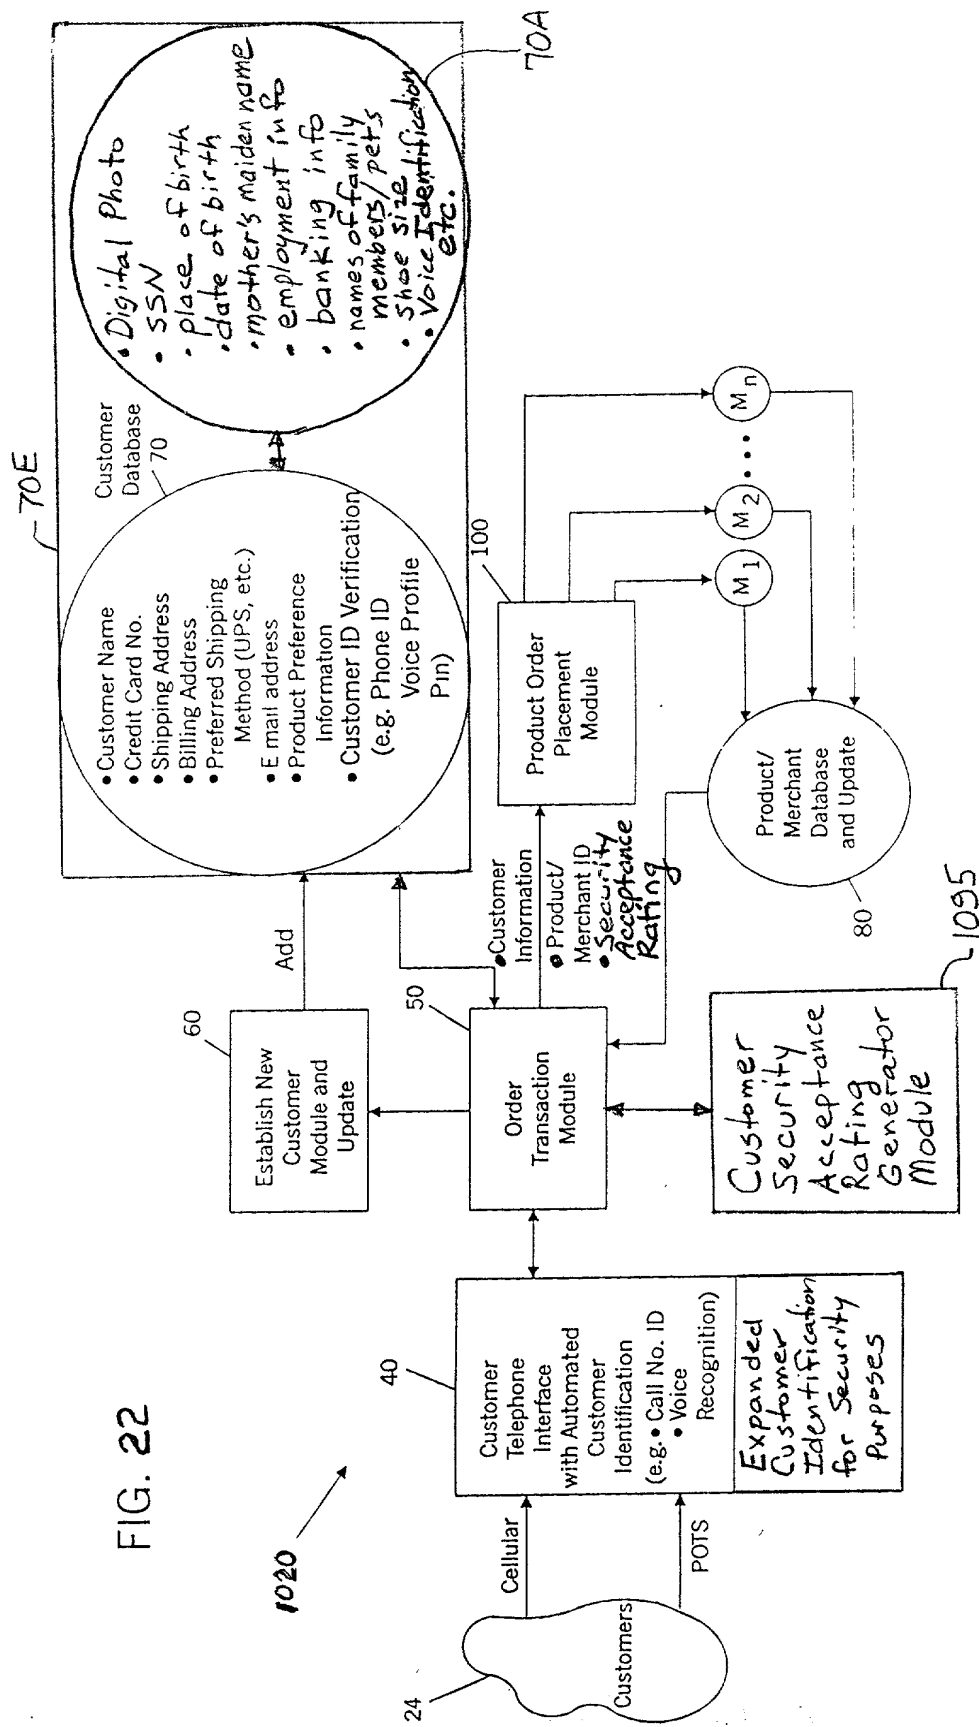 FIG. 22
1020
24
Customers
Cellular
POTS
40
Customer
Telephone
Interface
with Automated
Customer
Identification
(e.g. • Call No. ID
• Voice
Recognition)
Expanded
Customer
Identification
for Security
Purposes
60
Establish New
Customer
Module and
Update
Add
50
Order
Transaction
Module
Customer
Security
Acceptance
Rating
Generator
Module
1095
• Customer
Information
• Product/
Merchant ID
• Security
Acceptance
Rating
100
Product Order
Placement
Module
M1
M2
• • •
Mn
80
Product/
Merchant
Database
and Update
70E
Customer
Database
70
• Customer Name
• Credit Card No.
• Shipping Address
• Billing Address
• Preferred Shipping
Method (UPS, etc.)
• E mail address
• Product Preference
Information
• Customer ID Verification
(e.g. Phone ID
Voice Profile
Pin)
70A
• Digital Photo
• SSN
• place of birth
• date of birth
• mother's maiden name
• employment info
• banking info
• names of family
members/pets
• shoe size
• Voice Identification
etc.